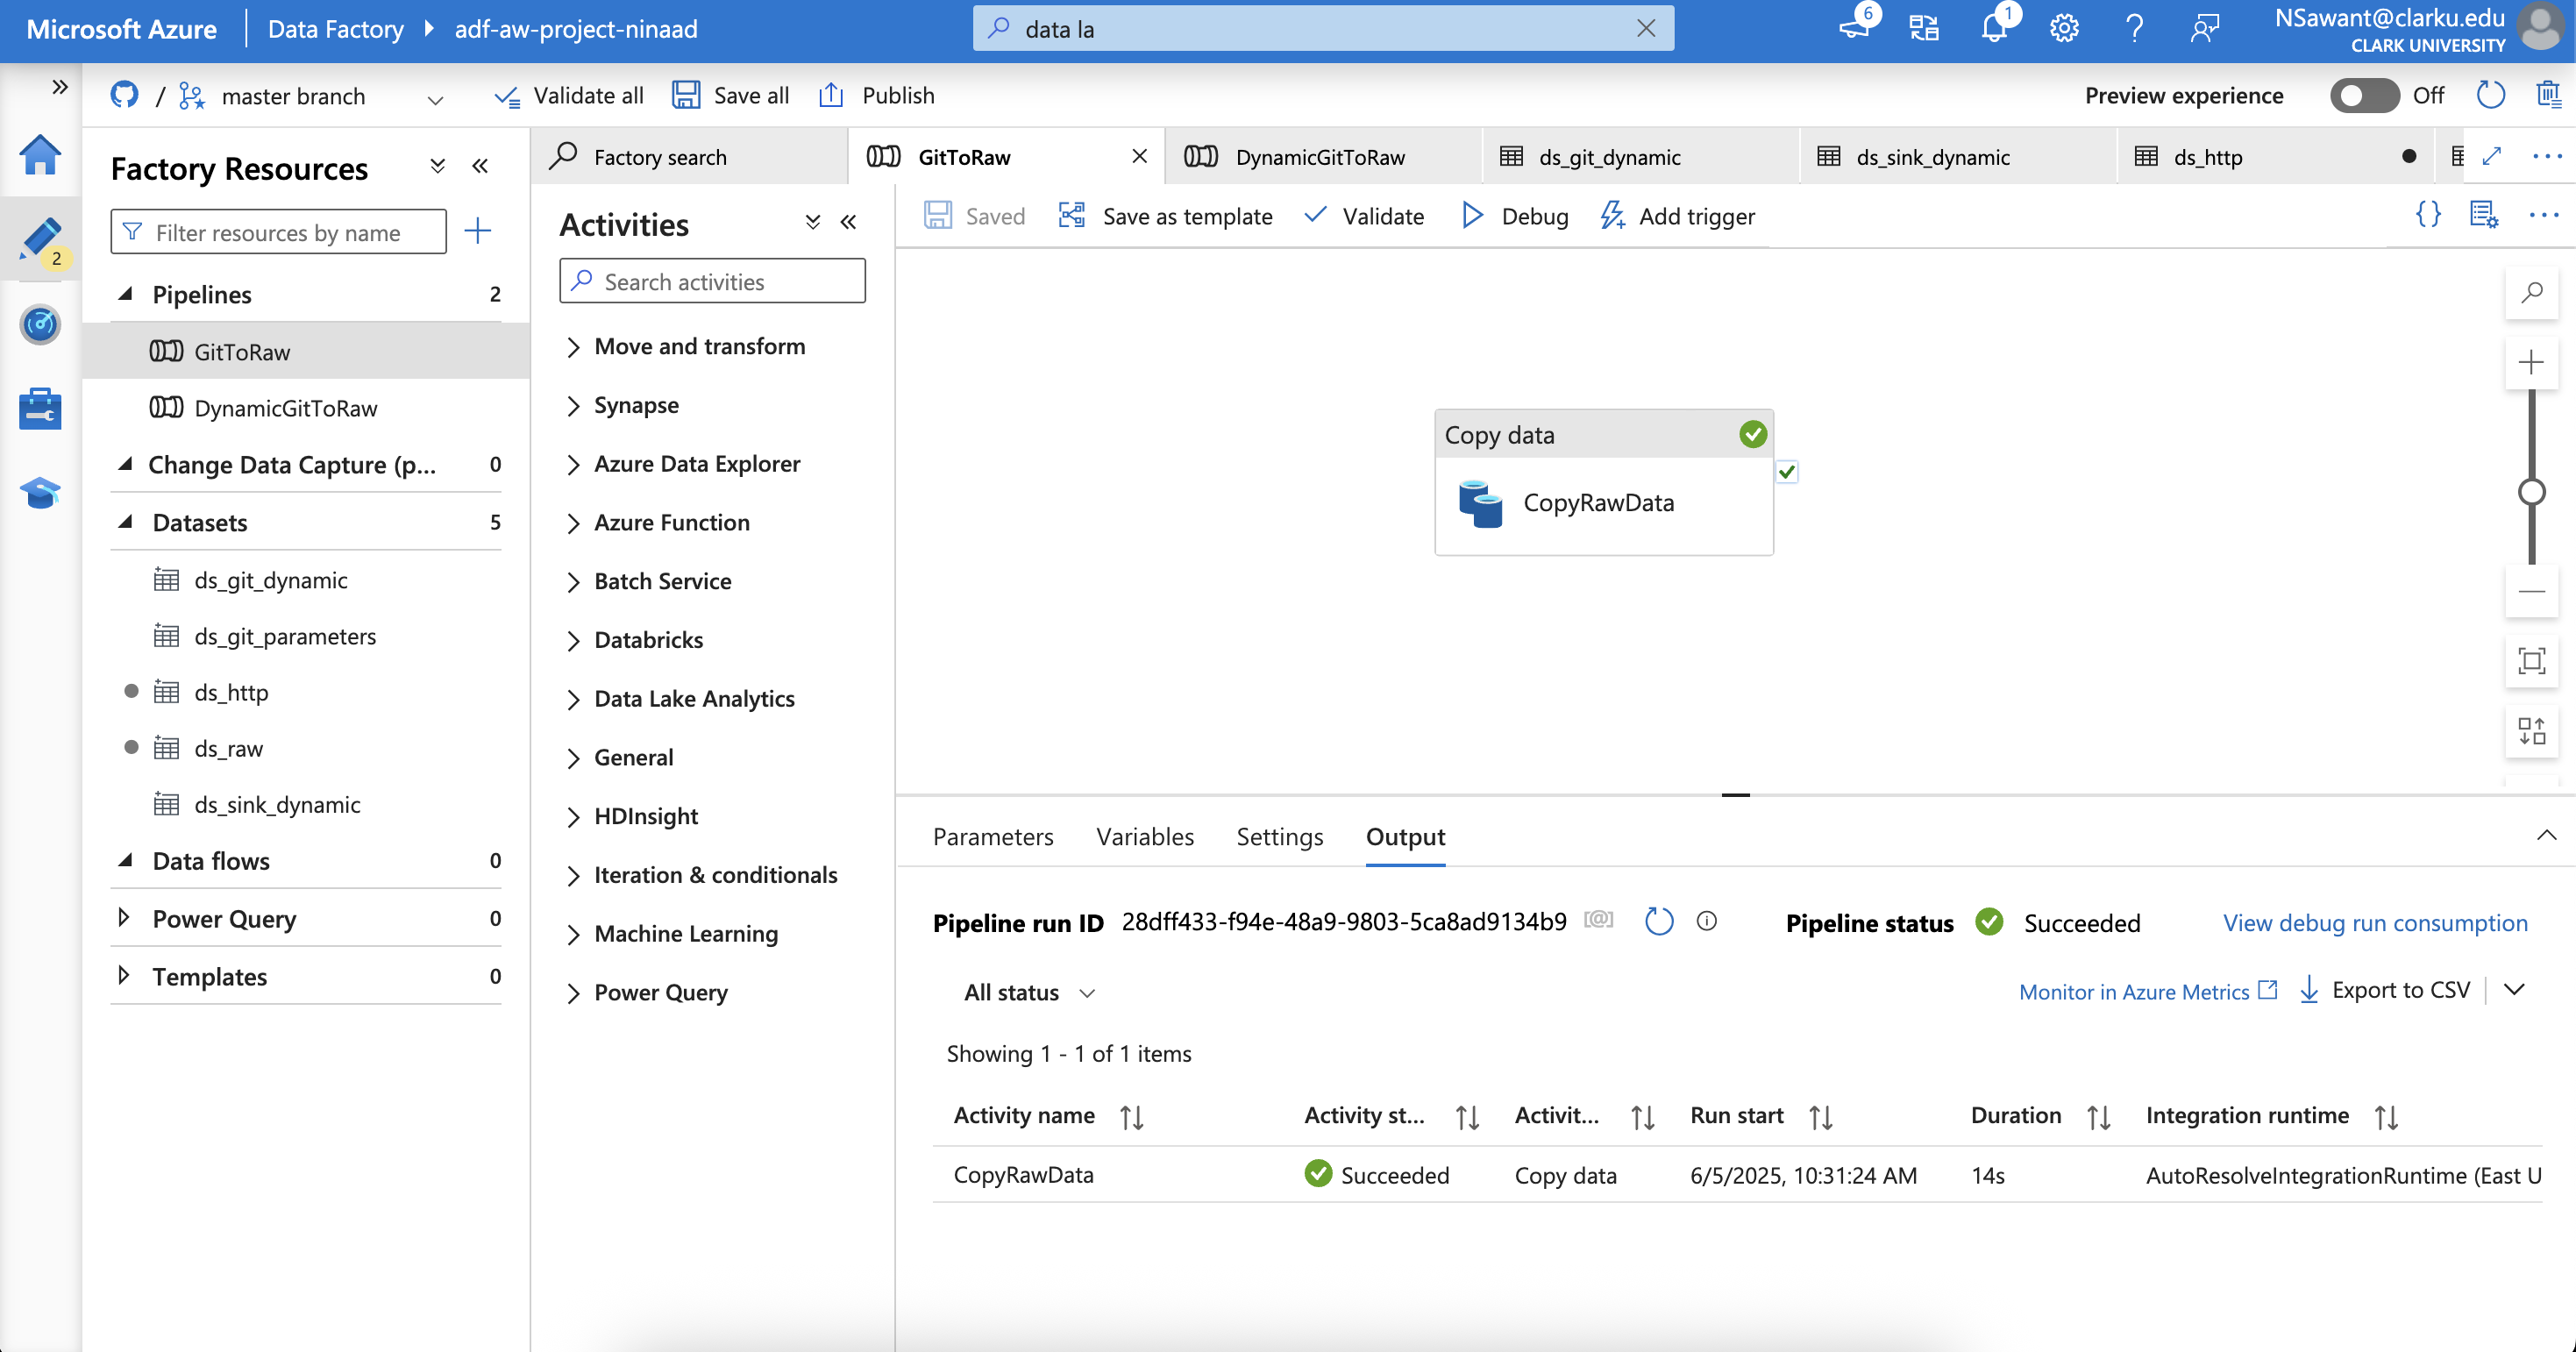 Microsoft Azure
Data Factory
adf-aw-project-ninaad
data la
6
1
NSawant@clarku.edu
CLARK UNIVERSITY
/
master branch
Validate all
Save all
Publish
Preview experience
Off
2
Factory Resources
Filter resources by name
Pipelines 2
GitToRaw
DynamicGitToRaw
Change Data Capture (p... 0
Datasets 5
ds_git_dynamic
ds_git_parameters
ds_http
ds_raw
ds_sink_dynamic
Data flows 0
Power Query 0
Templates 0
Factory search
GitToRaw
DynamicGitToRaw
ds_git_dynamic
ds_sink_dynamic
ds_http
Activities
Search activities
Move and transform
Synapse
Azure Data Explorer
Azure Function
Batch Service
Databricks
Data Lake Analytics
General
HDInsight
Iteration & conditionals
Machine Learning
Power Query
Saved
Save as template
Validate
Debug
Add trigger
Copy data
CopyRawData
Parameters
Variables
Settings
Output
Pipeline run ID 28dff433-f94e-48a9-9803-5ca8ad9134b9
Pipeline status Succeeded
View debug run consumption
All status
Monitor in Azure Metrics
Export to CSV
Showing 1 - 1 of 1 items
Activity name Activity st... Activit... Run start Duration Integration runtime
CopyRawData Succeeded Copy data 6/5/2025, 10:31:24 AM 14s AutoResolveIntegrationRuntime (East U